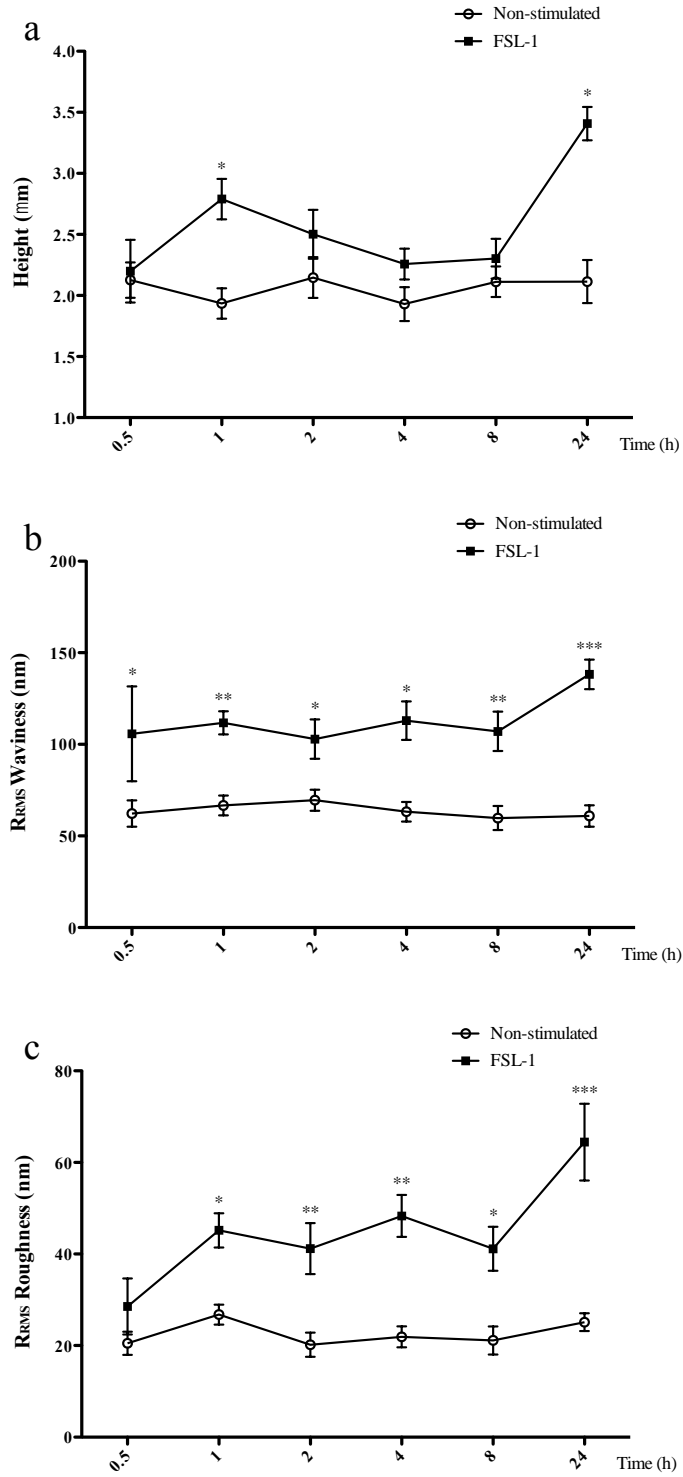 a
Non-stimulated
FSL-1
4.0
3.5
3.0
2.5
2.0
1.5
1.0
Height (mm)
*
*
0.5 1 2 4 8 24 Time (h)
b
Non-stimulated
FSL-1
200
150
100
50
0
RRMS Waviness (nm)
* ** * * ** ***
0.5 1 2 4 8 24 Time (h)
c
Non-stimulated
FSL-1
80
60
40
20
0
RRMS Roughness (nm)
* ** ** * ***
0.5 1 2 4 8 24 Time (h)